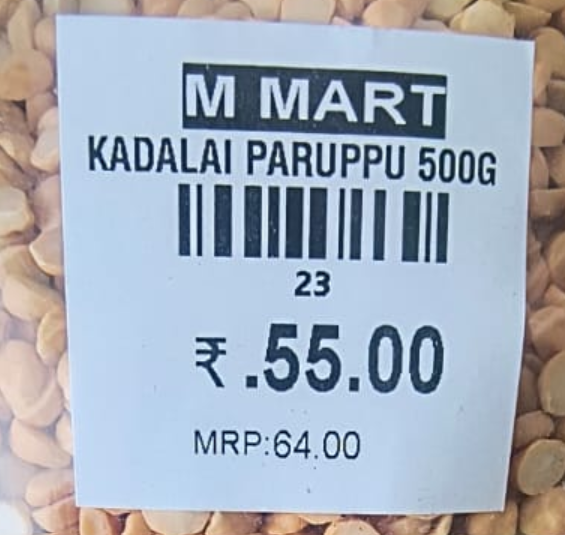 M MART
KADALAI PARUPPU 500G
23
₹.55.00
MRP:64.00